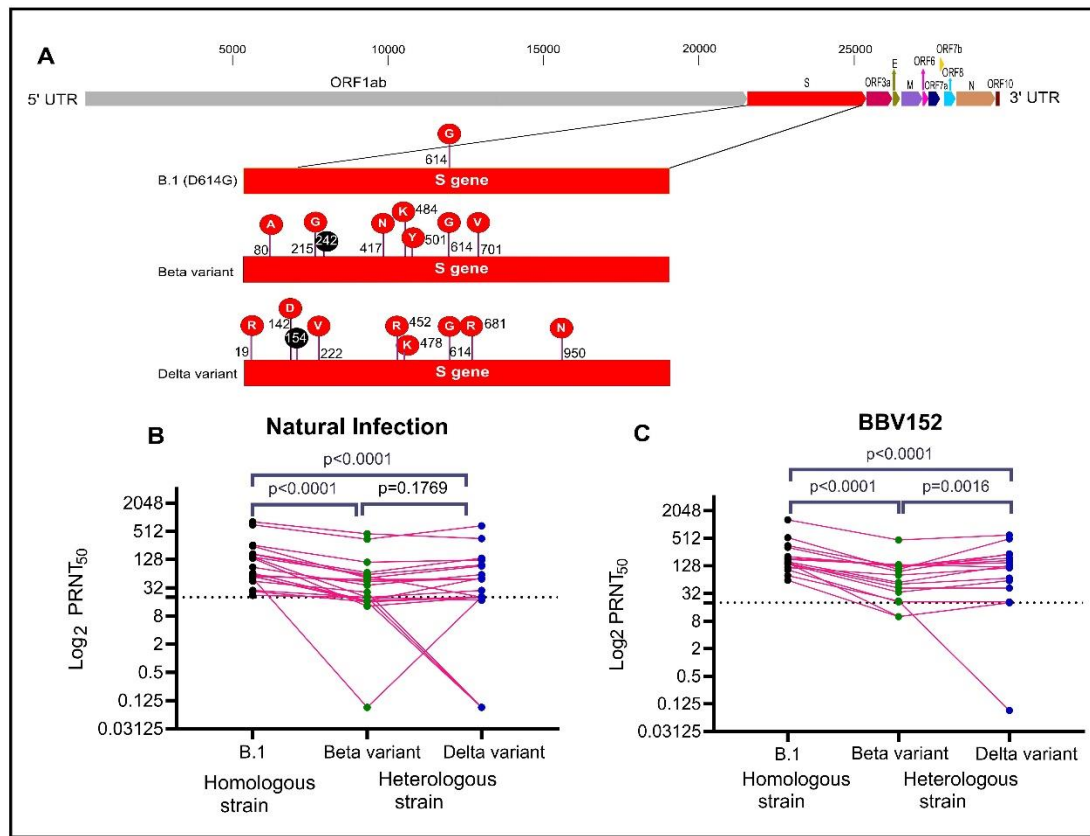 A
5000 10000 15000 20000 25000
ORF7b
E ORF6 ORF8
ORF1ab S ORF3a M ORF7a N ORF10
5' UTR 3' UTR
G
614
B.1 (D614G) S gene
A G 242 N K 484 Y 501 G V
80 215 417 614 701
Beta variant S gene
R D 142 154 V R 452 K 478 G R 681 N
19 222 614 950
Delta variant S gene
B Natural Infection
p<0.0001
p<0.0001 p=0.1769
2048
512
128
32
8
2
0.5
0.125
0.03125
Log2 PRNT50
B.1 Beta variant Delta variant
Homologous strain Heterologous strain
C BBV152
p<0.0001
p<0.0001 p=0.0016
2048
512
128
32
8
2
0.5
0.125
0.03125
Log2 PRNT50
B.1 Beta variant Delta variant
Homologous strain Heterologous strain